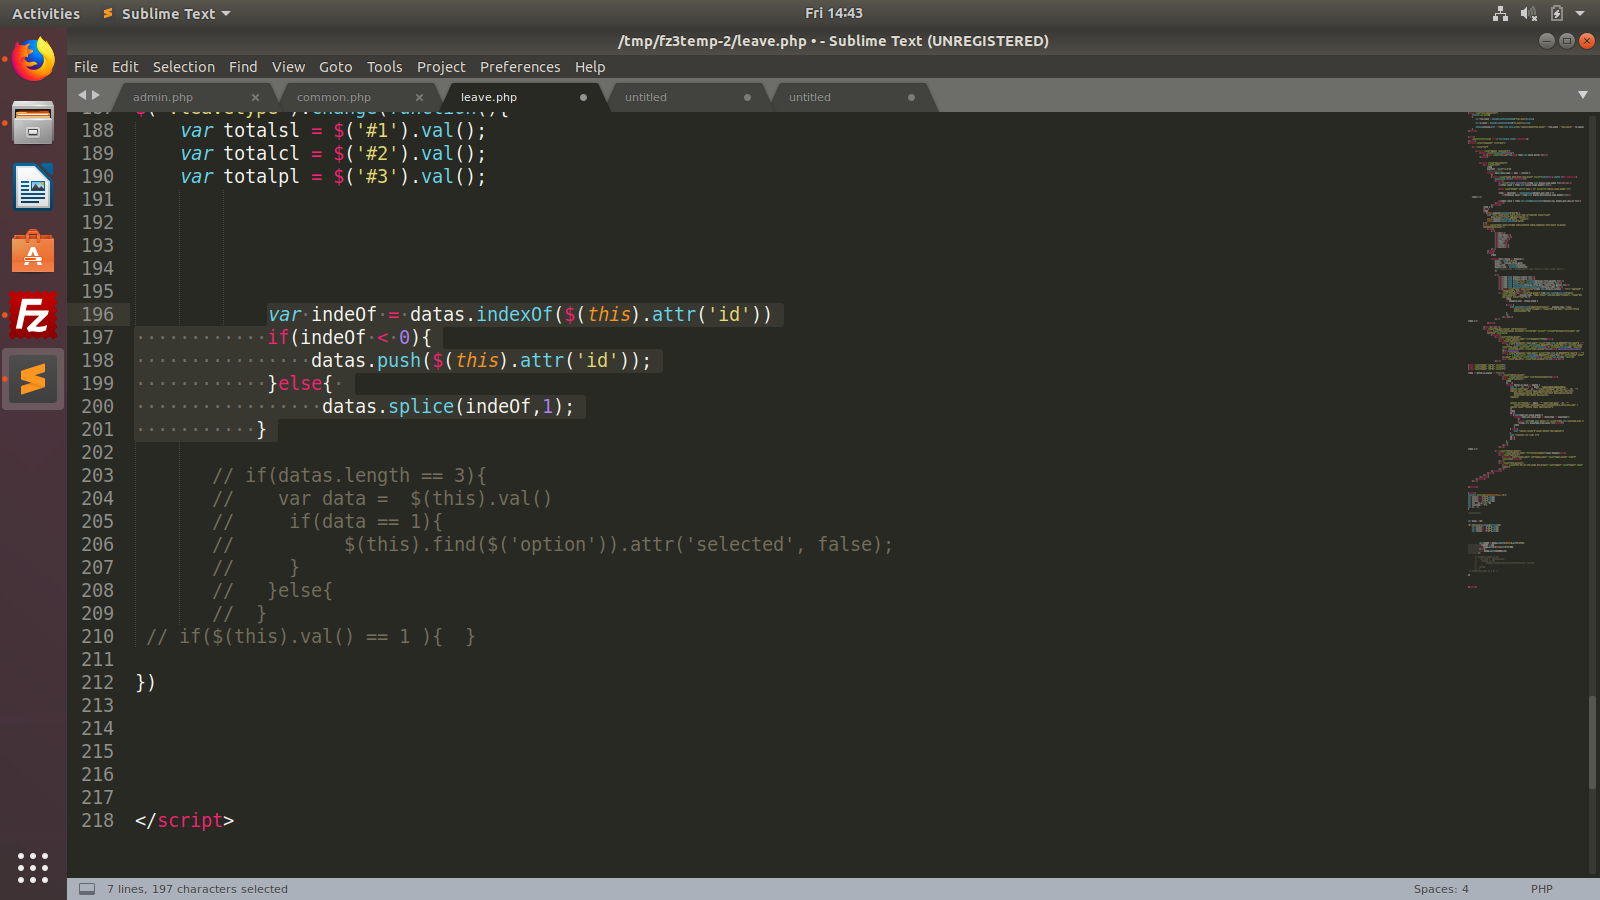 Activities
Sublime Text
Fri 14:43
/tmp/fz3temp-2/leave.php • - Sublime Text (UNREGISTERED)
File Edit Selection Find View Goto Tools Project Preferences Help
admin.php
common.php
leave.php
untitled
untitled
188 var totalsl = $('#1').val();
189 var totalcl = $('#2').val();
190 var totalpl = $('#3').val();
191
192
193
194
195
196 var indeOf = datas.indexOf($(this).attr('id'))
197 if(indeOf < 0){
198 datas.push($(this).attr('id'));
199 }else{
200 datas.splice(indeOf,1);
201 }
202
203 // if(datas.length == 3){
204 // var data = $(this).val()
205 // if(data == 1){
206 // $(this).find($('option')).attr('selected', false);
207 // }
208 // }else{
209 // }
210 // if($(this).val() == 1 ){ }
211
212 })
213
214
215
216
217
218 </script>
7 lines, 197 characters selected
Spaces: 4
PHP